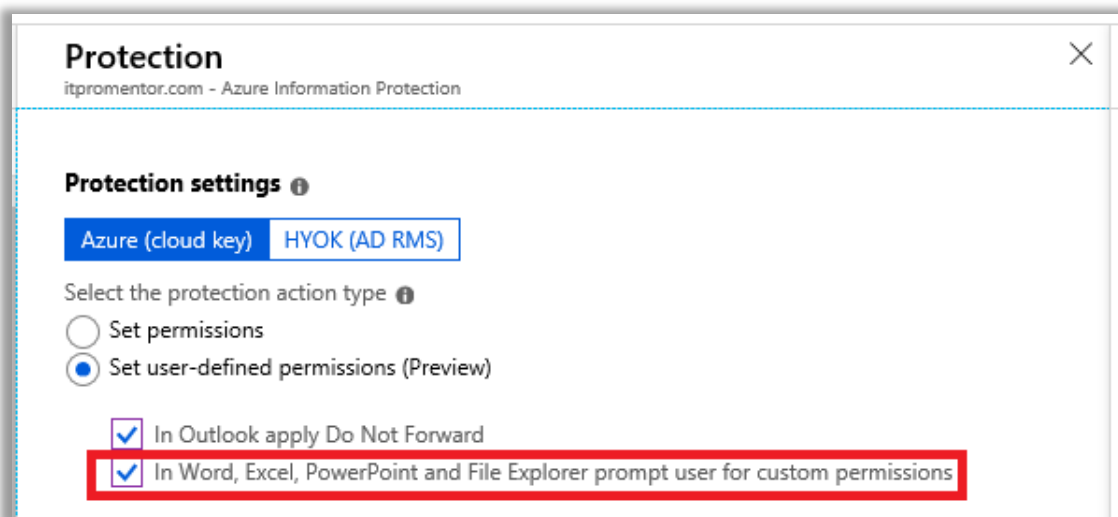 Protection
itpromentor.com - Azure Information Protection
Protection settings
Azure (cloud key) HYOK (AD RMS)
Select the protection action type
Set permissions
Set user-defined permissions (Preview)
In Outlook apply Do Not Forward
In Word, Excel, PowerPoint and File Explorer prompt user for custom permissions